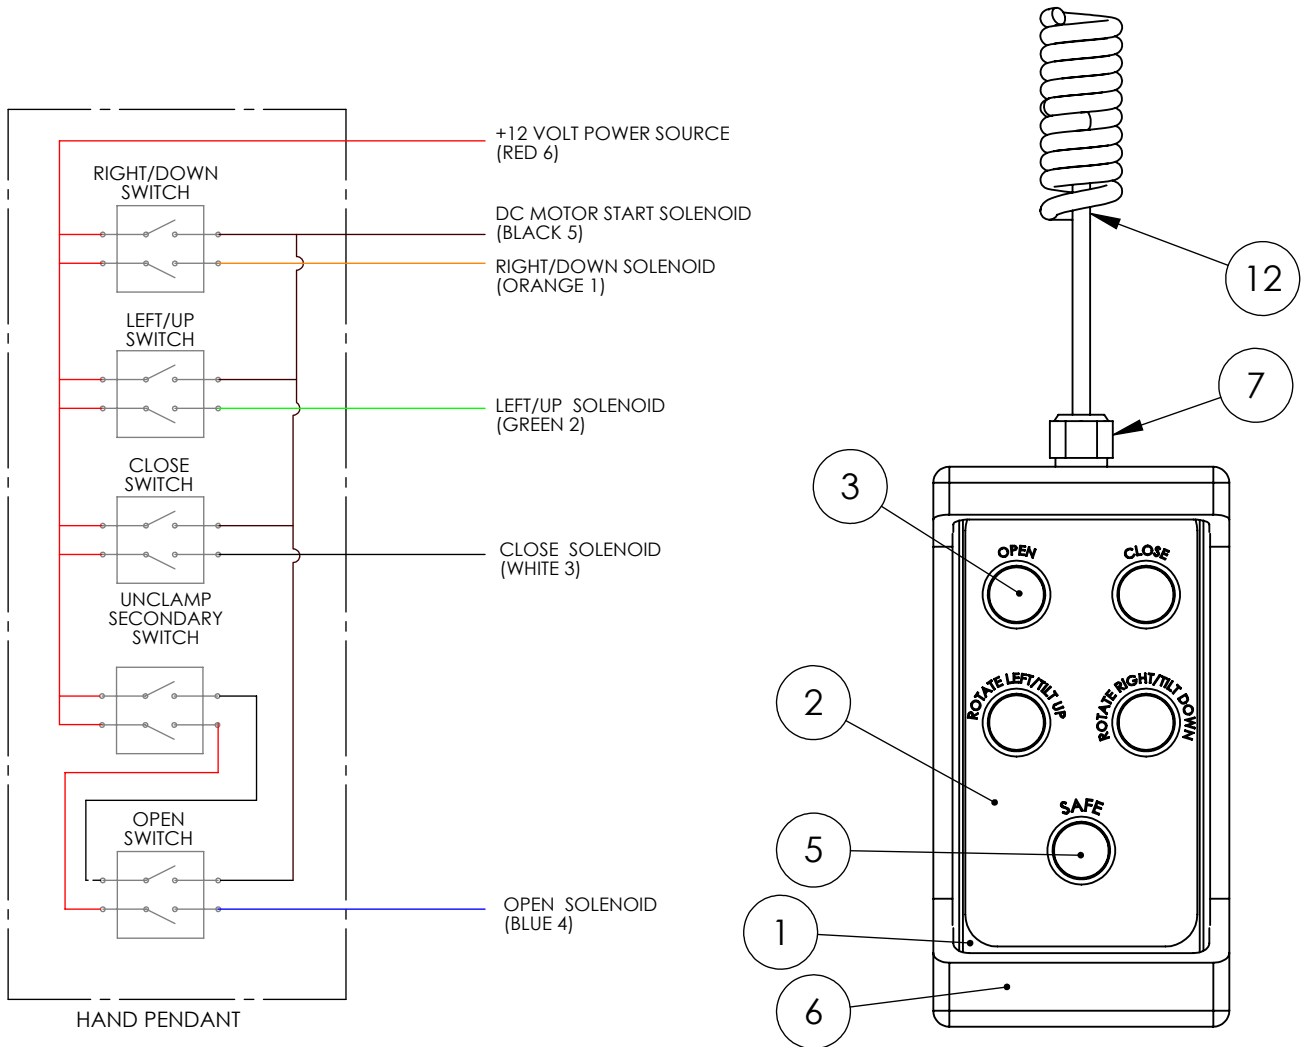 +12 VOLT POWER SOURCE
(RED 6)
RIGHT/DOWN
SWITCH
DC MOTOR START SOLENOID
(BLACK 5)
RIGHT/DOWN SOLENOID
(ORANGE 1)
LEFT/UP
SWITCH
LEFT/UP SOLENOID
(GREEN 2)
CLOSE
SWITCH
CLOSE SOLENOID
(WHITE 3)
UNCLAMP
SECONDARY
SWITCH
OPEN
SWITCH
OPEN SOLENOID
(BLUE 4)
HAND PENDANT
12
7
3
OPEN
CLOSE
2
ROTATE LEFT/TILT UP
ROTATE RIGHT/TILT DOWN
SAFE
5
1
6